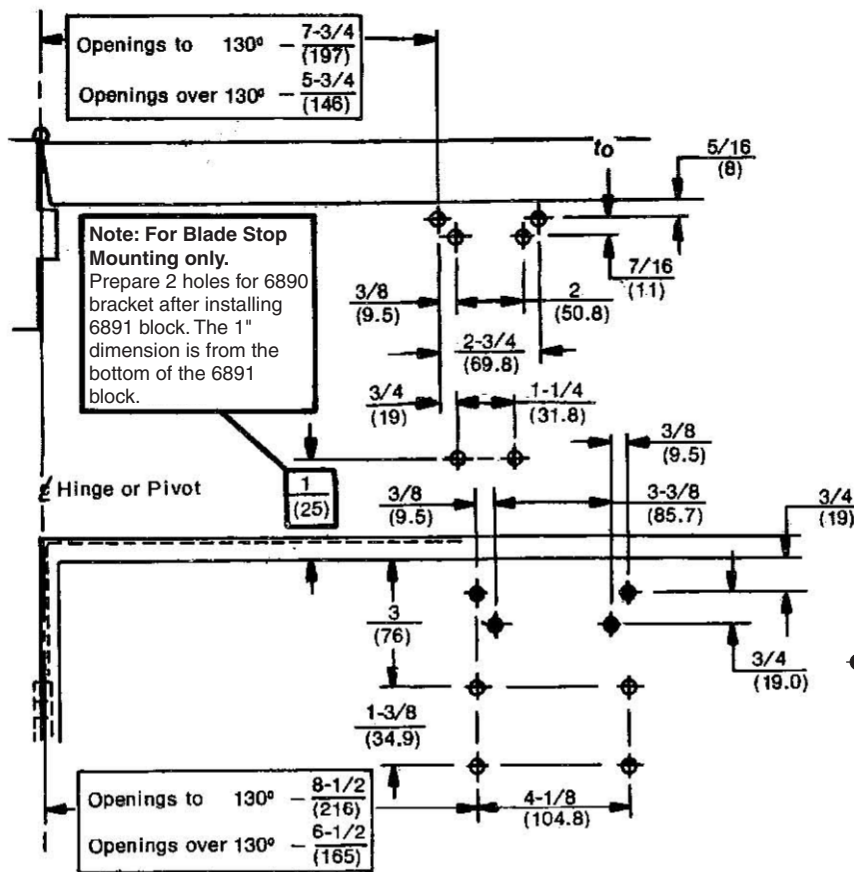 Openings to 130º – 7-3/4
(197)
Openings over 130º – 5-3/4
(146)
to
5/16
(8)
Note: For Blade Stop
Mounting only.
Prepare 2 holes for 6890
bracket after installing
6891 block. The 1"
dimension is from the
bottom of the 6891
block.
7/16
(11)
3/8
(9.5)
2
(50.8)
2-3/4
(69.8)
3/4
(19)
1-1/4
(31.8)
3/8
(9.5)
℄ Hinge or Pivot
1
(25)
3/8
(9.5)
3-3/8
(85.7)
3/4
(19)
3
(76)
3/4
(19.0)
1-3/8
(34.9)
Openings to 130º – 8-1/2
(216)
Openings over 130º – 6-1/2
(165)
4-1/8
(104.8)